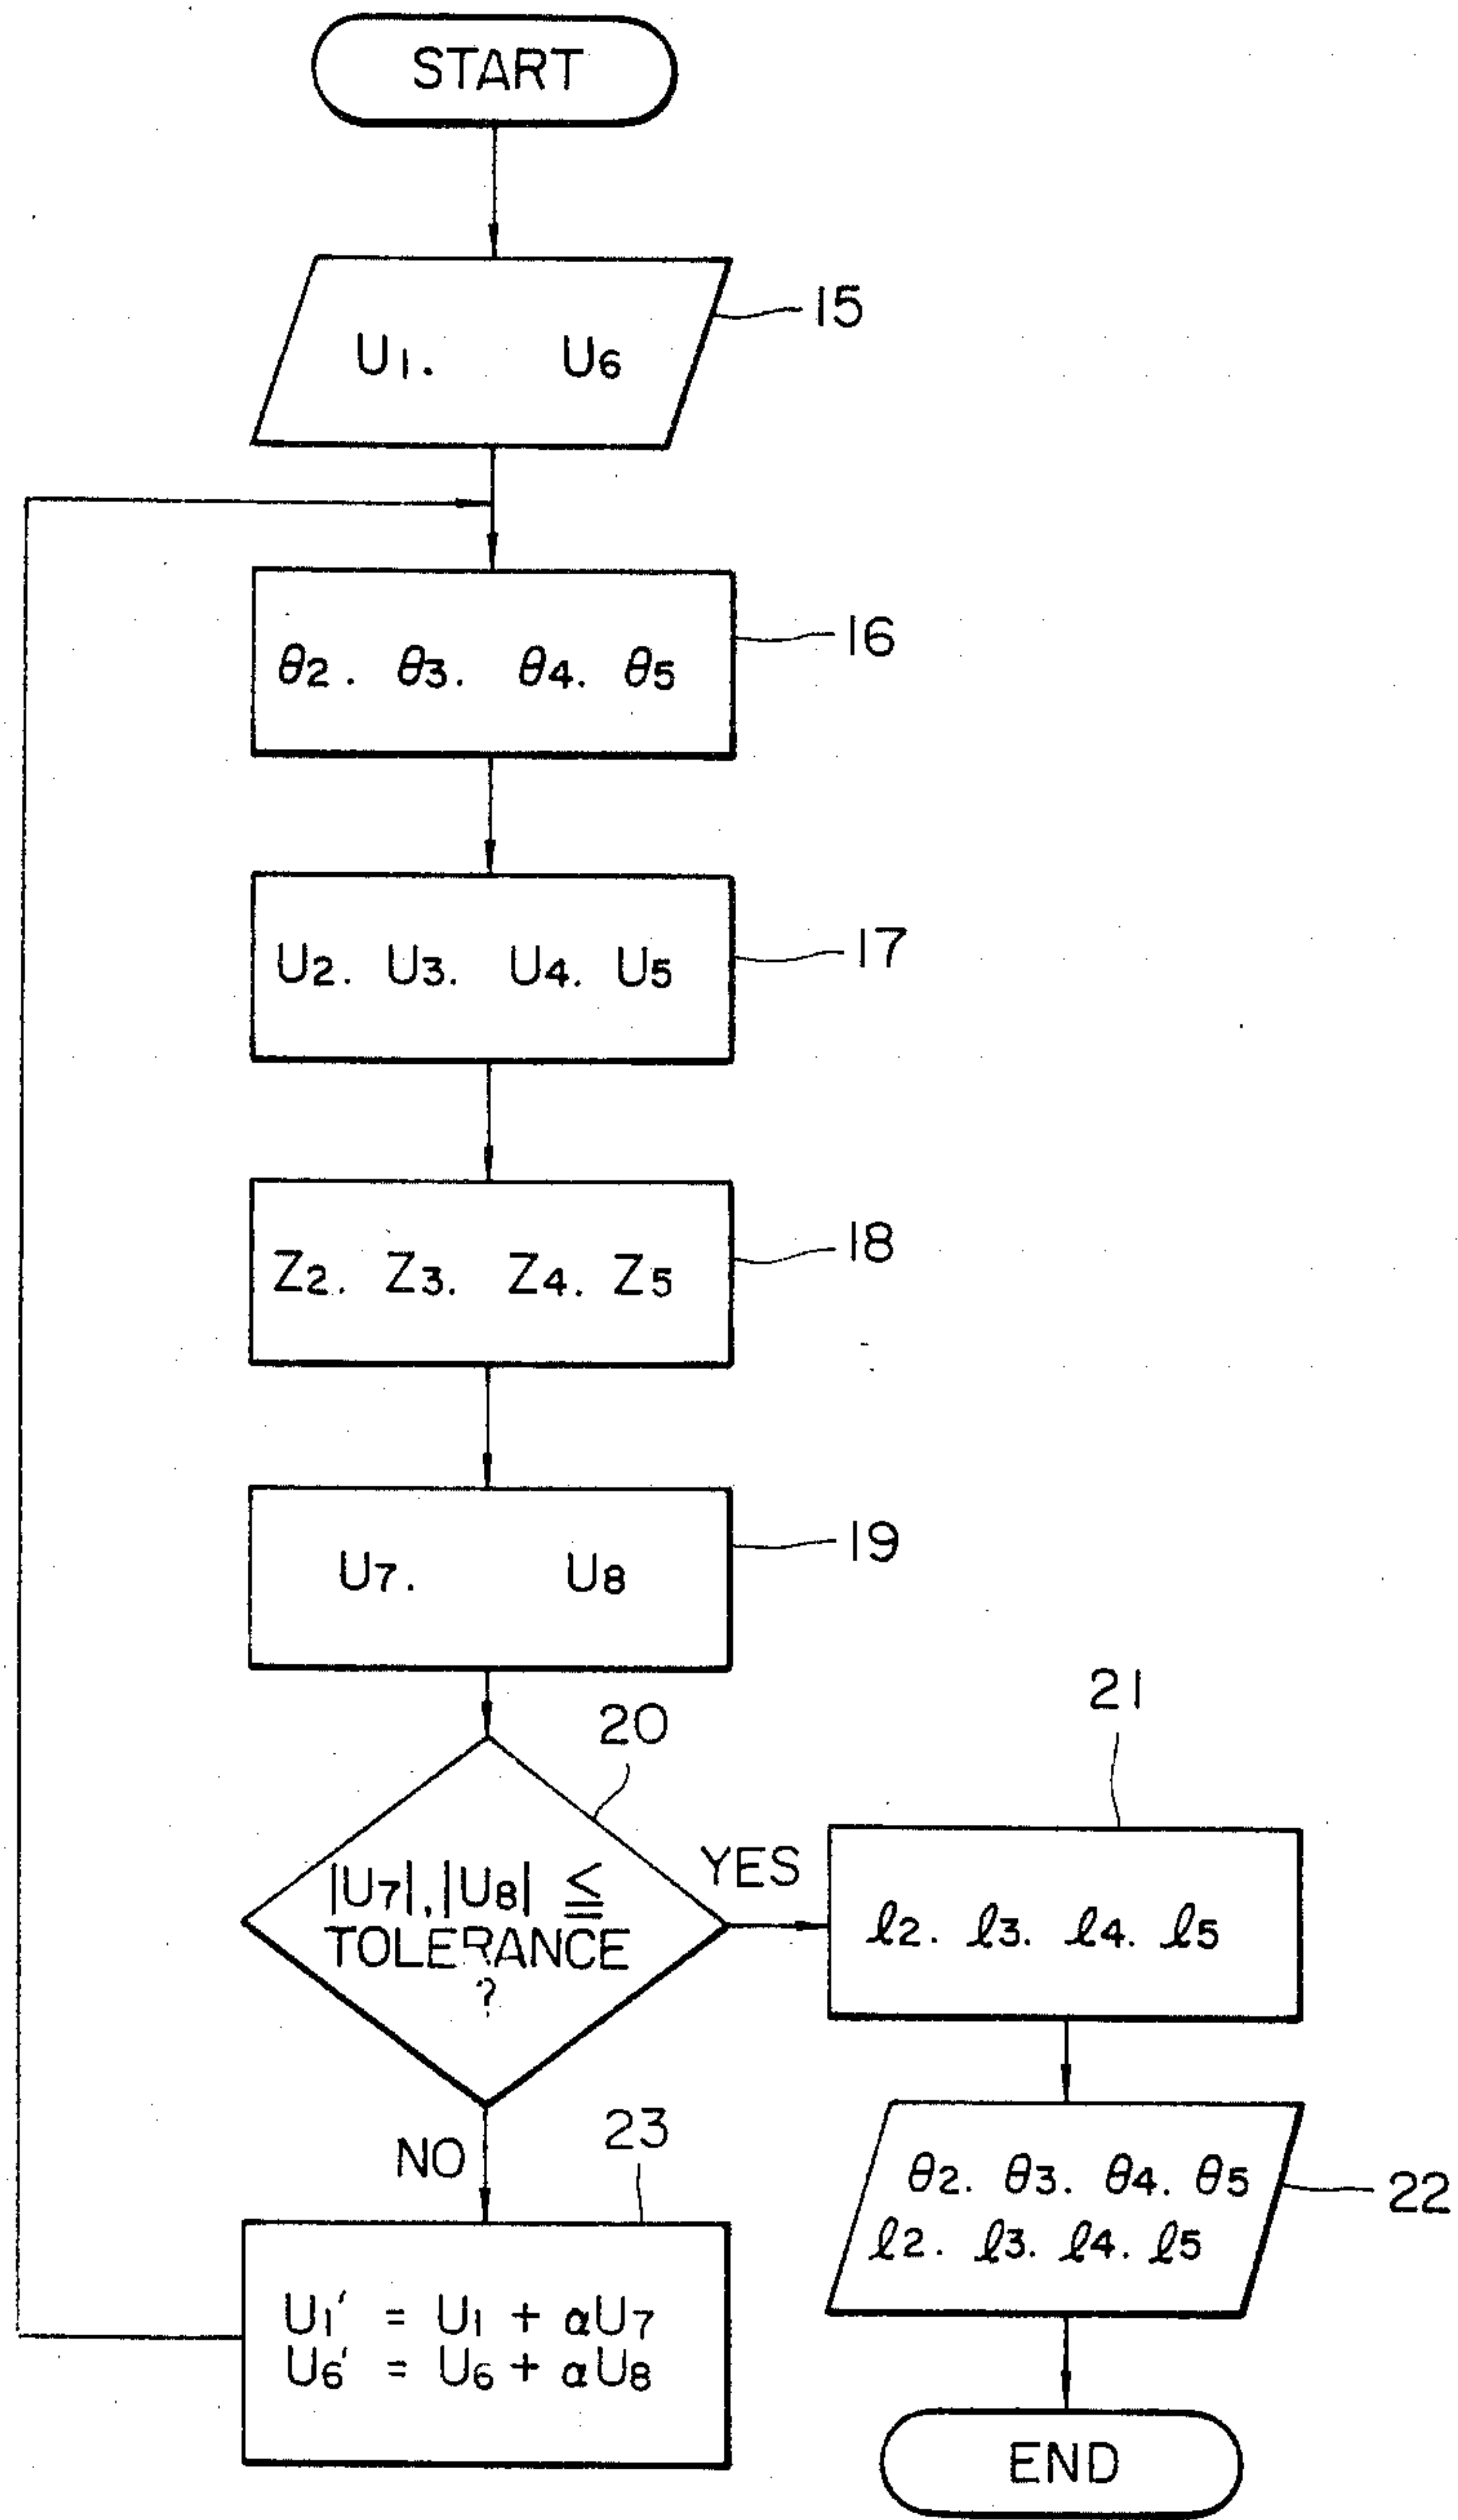 START
U1. U6
15
θ2. θ3. θ4. θ5
16
U2. U3. U4. U5
17
Z2. Z3. Z4. Z5
18
U7. U8
19
20
|U7|,|U8| ≦
TOLERANCE
?
YES
21
ℓ2. ℓ3. ℓ4. ℓ5
NO
23
θ2. θ3. θ4. θ5
ℓ2. ℓ3. ℓ4. ℓ5
22
U1' = U1 + αU7
U6' = U6 + αU8
END